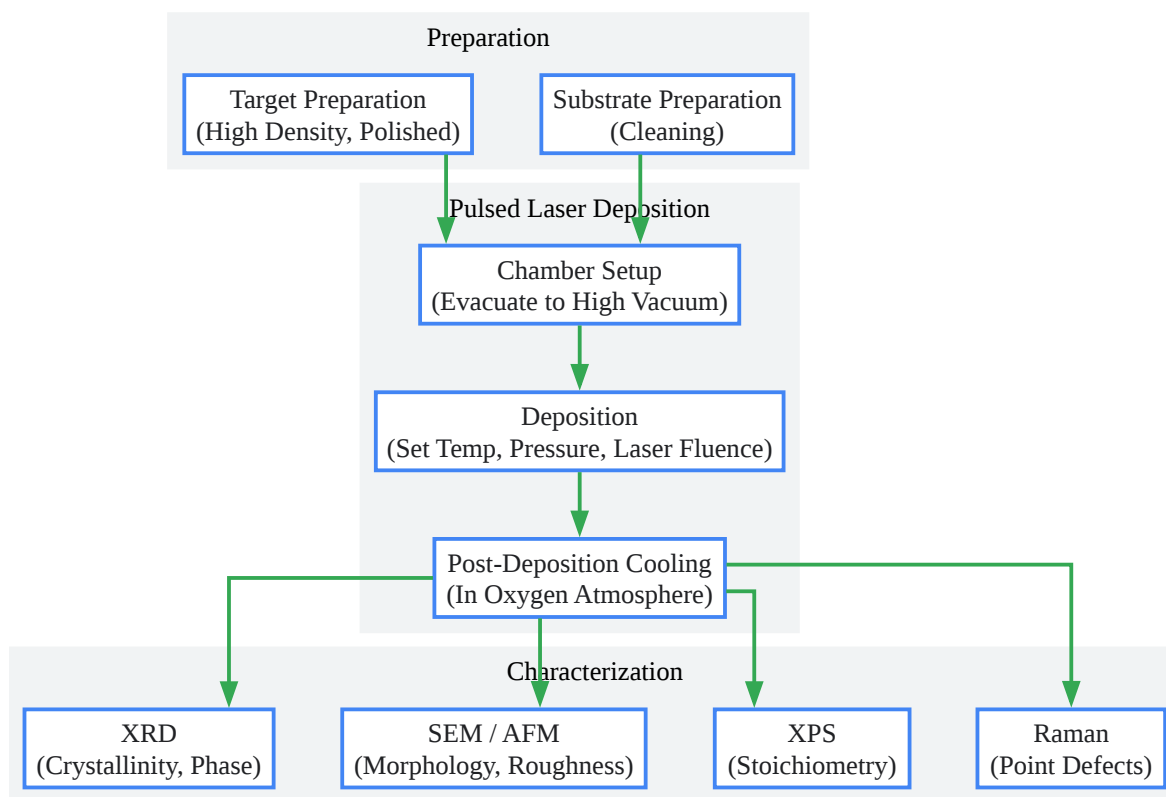 Preparation
Target Preparation
(High Density, Polished)
Substrate Preparation
(Cleaning)
Pulsed Laser Deposition
Chamber Setup
(Evacuate to High Vacuum)
Deposition
(Set Temp, Pressure, Laser Fluence)
Post-Deposition Cooling
(In Oxygen Atmosphere)
Characterization
XRD
(Crystallinity, Phase)
SEM / AFM
(Morphology, Roughness)
XPS
(Stoichiometry)
Raman
(Point Defects)